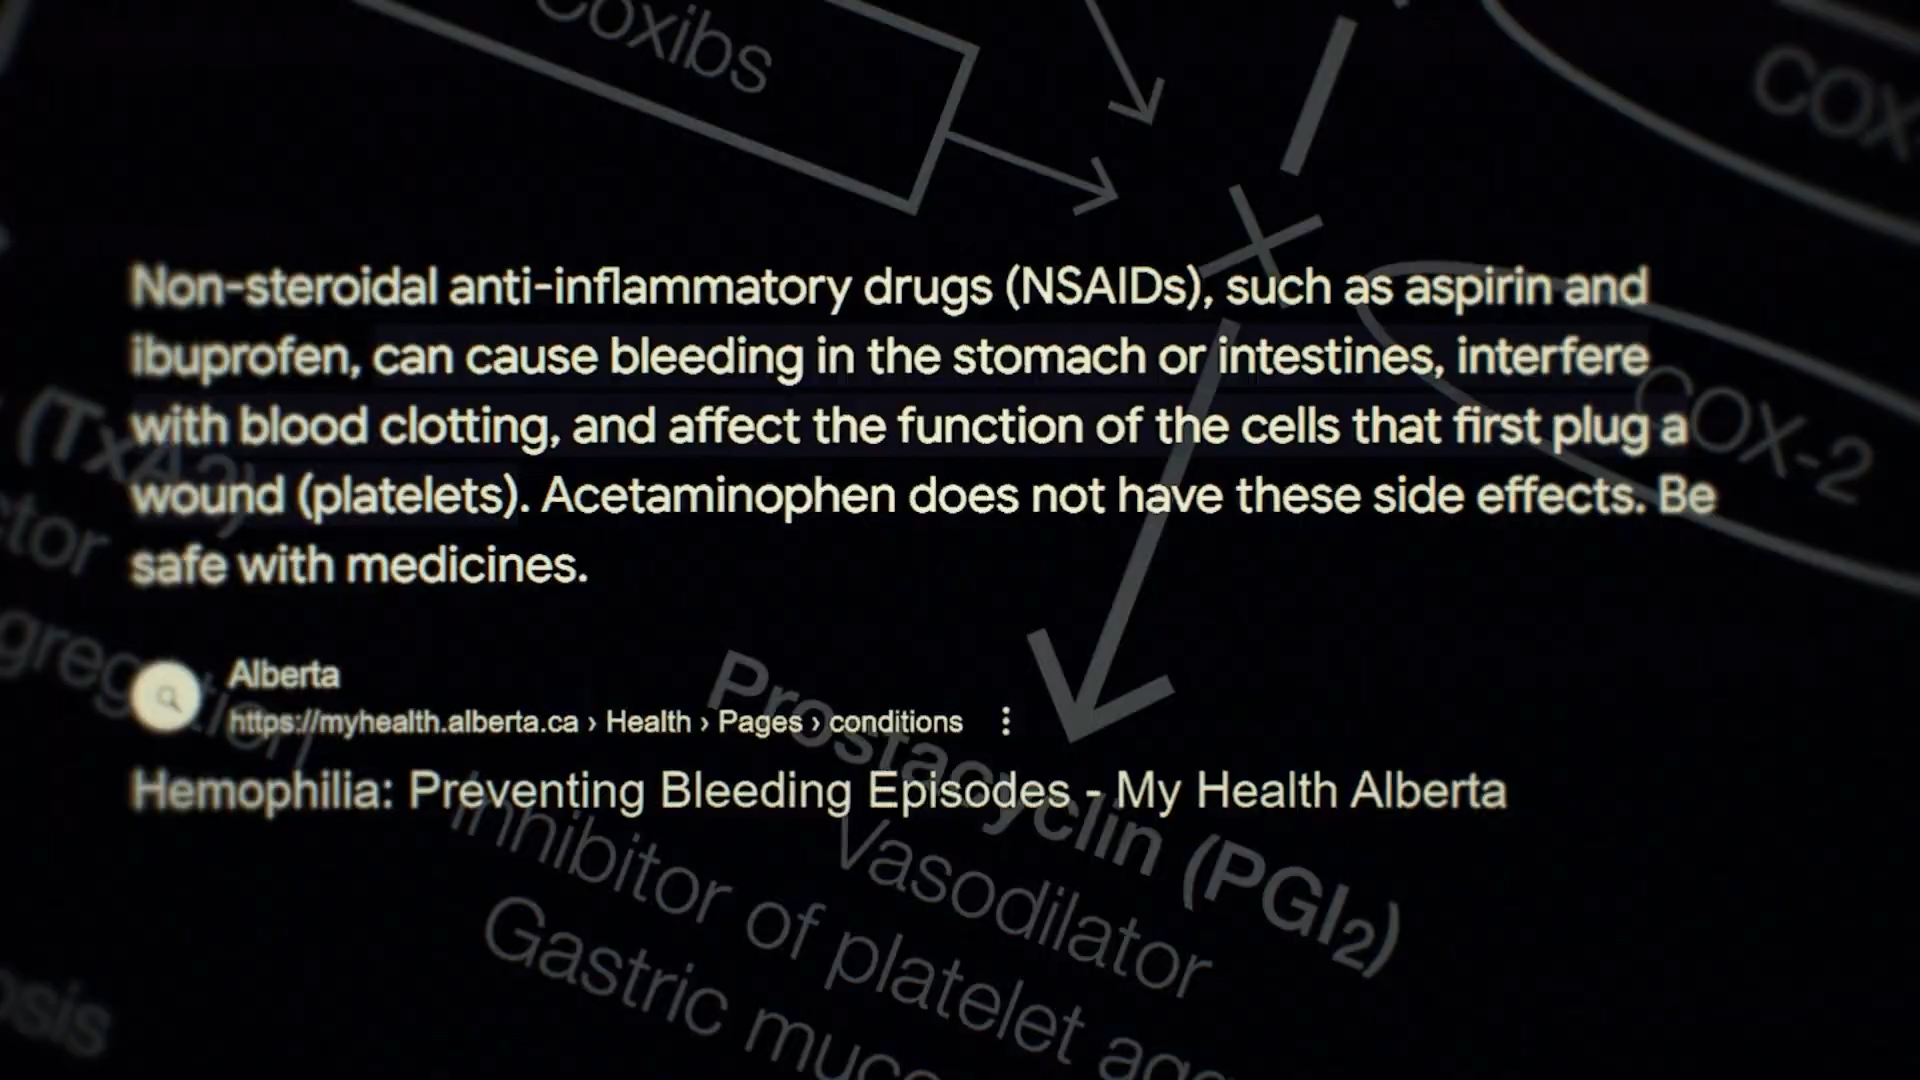 Coxibs
COX-
Non-steroidal anti-inflammatory drugs (NSAIDs), such as aspirin and
ibuprofen, can cause bleeding in the stomach or intestines, interfere
with blood clotting, and affect the function of the cells that first plug a
wound (platelets). Acetaminophen does not have these side effects. Be
safe with medicines.
COX-2
(TxA2)
Alberta
https://myhealth.alberta.ca › Health › Pages › conditions
Hemophilia: Preventing Bleeding Episodes - My Health Alberta
Prostacyclin (PGI2)
Vasodilator
Inhibitor of platelet
Gastric